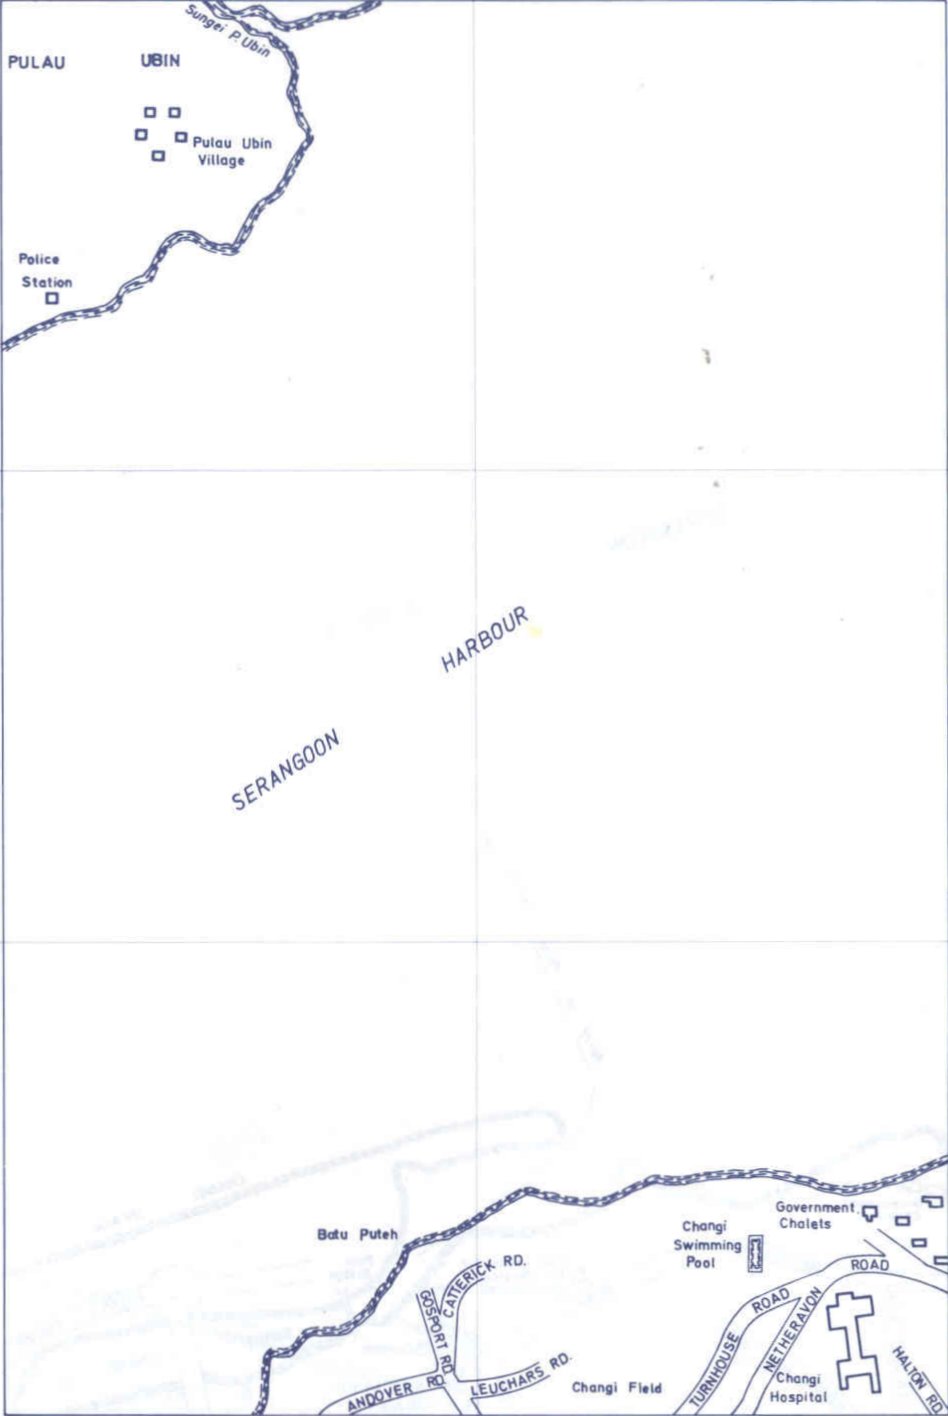 Sungei P. Ubin
PULAU UBIN
Pulau Ubin
Village
Police
Station
HARBOUR
SERANGOON
Government
Chalets
Changi
Swimming
Pool
Batu Puteh
CATTERICK RD.
GOSPORT RD.
ROAD
ROAD
TURNHOUSE
NETHERAVON
HALTON RD.
ANDOVER RD.
LEUCHARS RD.
Changi Field
Changi
Hospital